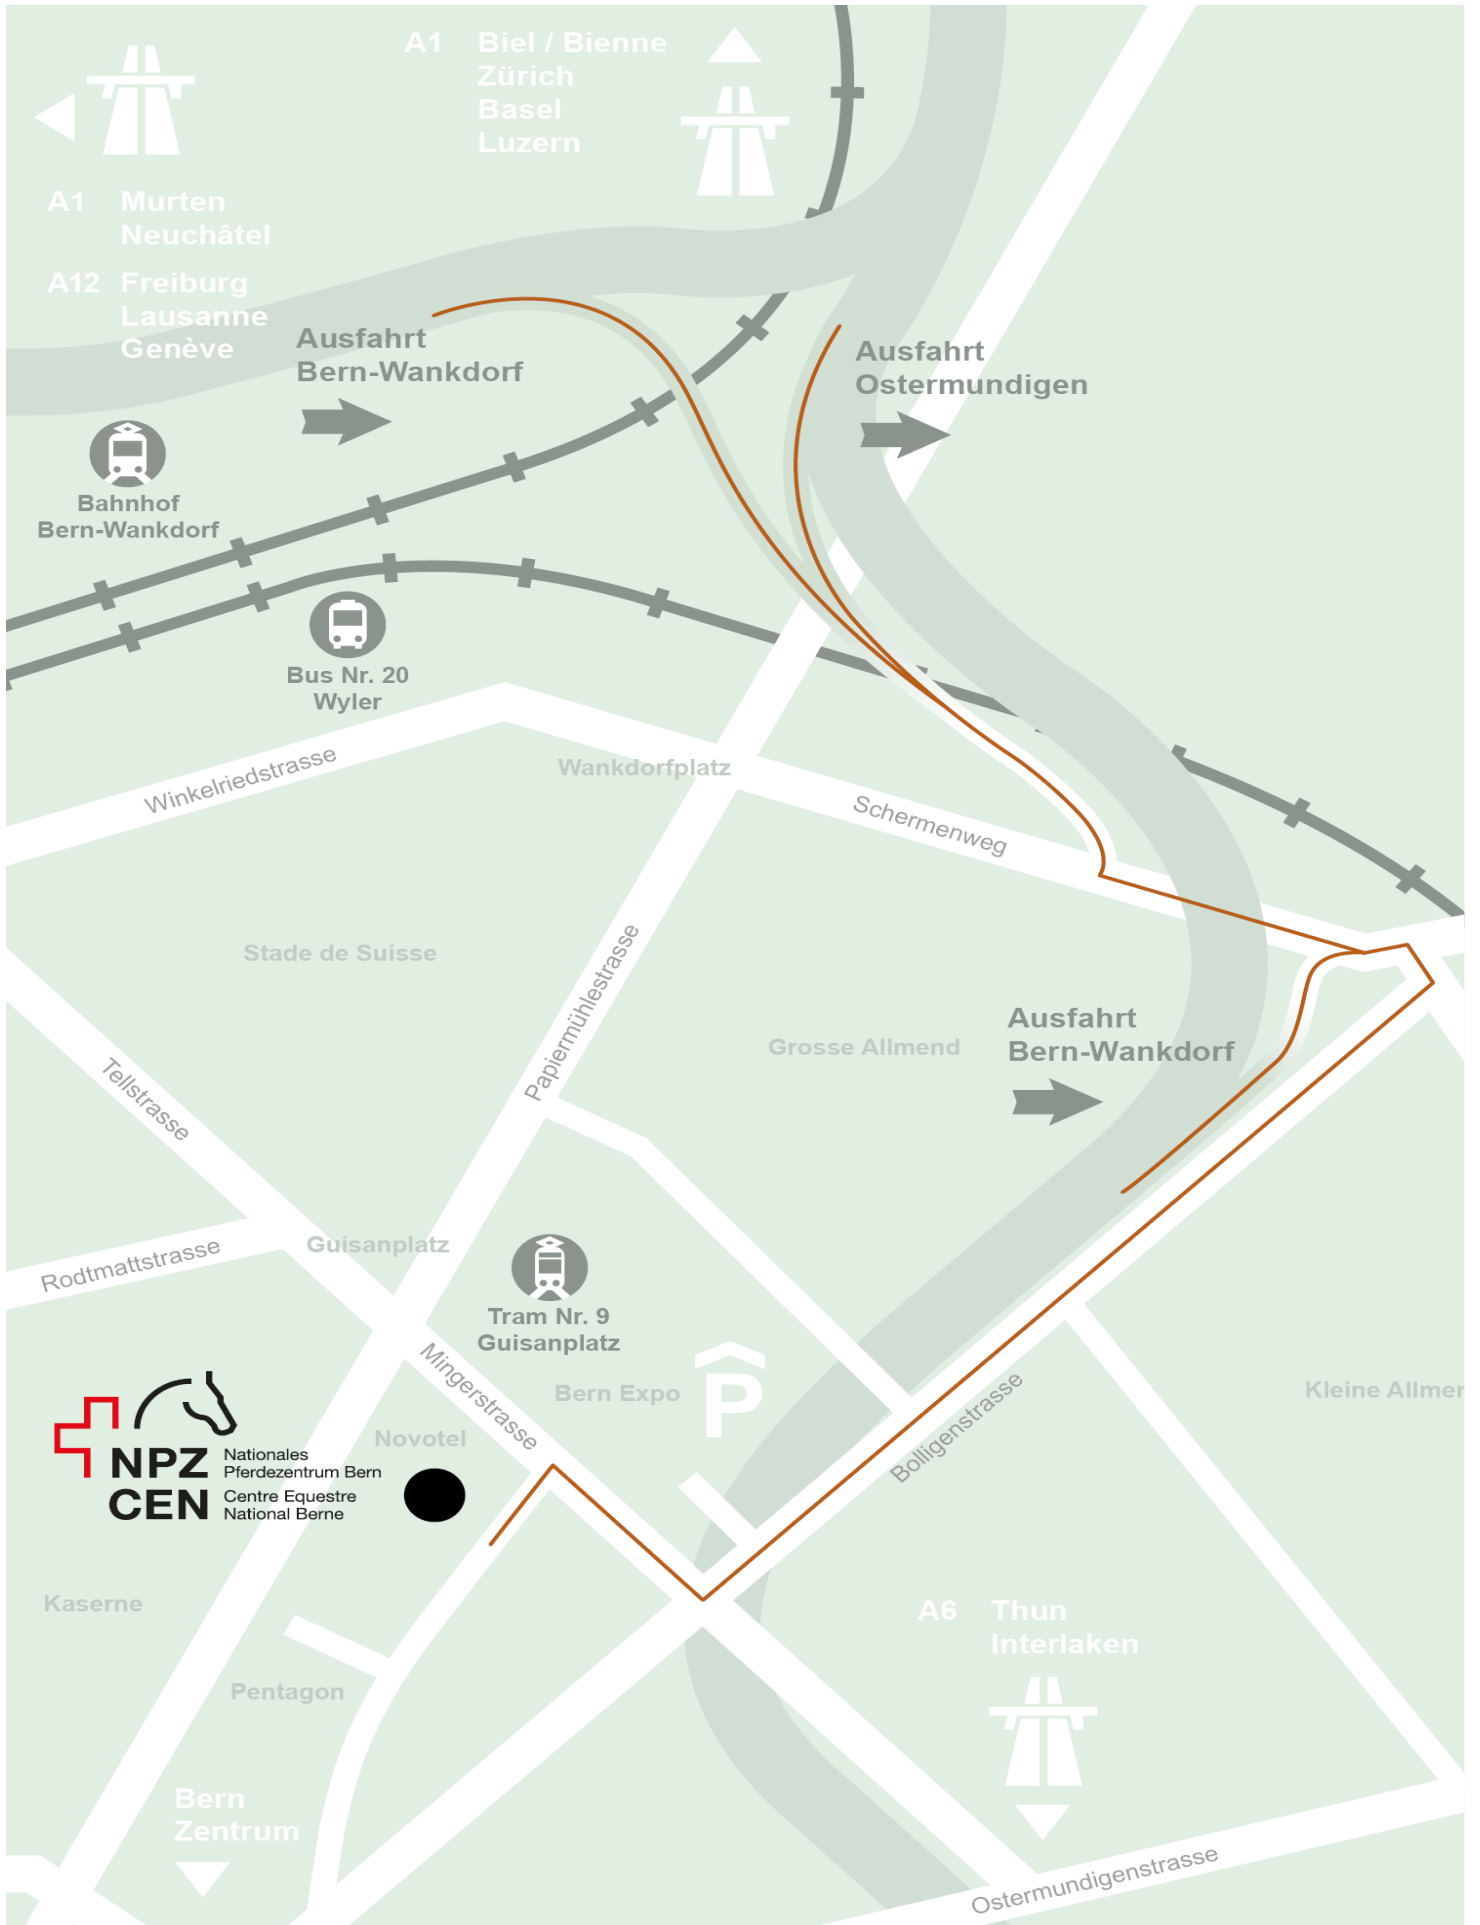 A1 Biel / Bienne
Zürich
Basel
Luzern
A1 Murten
Neuchâtel
A12 Freiburg
Lausanne
Genève
Ausfahrt
Bern-Wankdorf
Ausfahrt
Ostermundigen
Bahnhof
Bern-Wankdorf
Bus Nr. 20
Wyler
Winkelriedstrasse
Wankdorfplatz
Schermenweg
Stade de Suisse
Papiermühlestrasse
Ausfahrt
Bern-Wankdorf
Grosse Allmend
Tellstrasse
Rodtmattstrasse
Guisanplatz
Tram Nr. 9
Guisanplatz
Mingerstrasse
Bern Expo
P
Bolligenstrasse
Kleine Allmer
Novotel
NPZ
Nationales
Pferdezentrum Bern
CEN
Centre Equestre
National Berne
Kaserne
A6 Thun
Interlaken
Pentagon
Bern
Zentrum
Ostermundigenstrasse